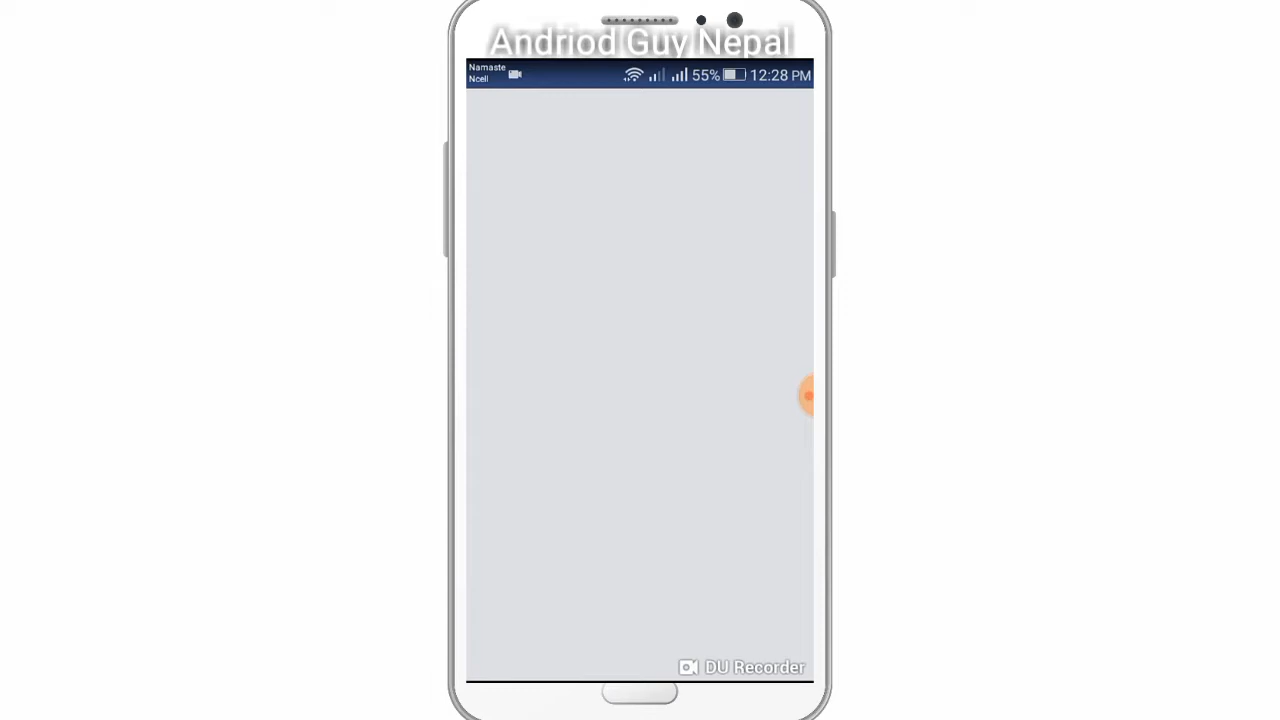 Andriod Guy Nepal
Namaste
Ncell
55% 12:28 PM
DU Recorder